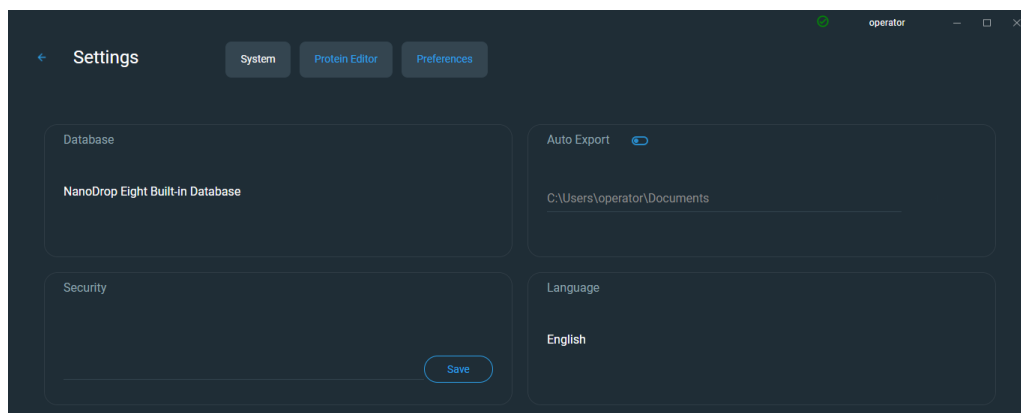 operator
Settings
System
Protein Editor
Preferences
Database
NanoDrop Eight Built-in Database
Auto Export
C:\Users\operator\Documents
Security
Save
Language
English